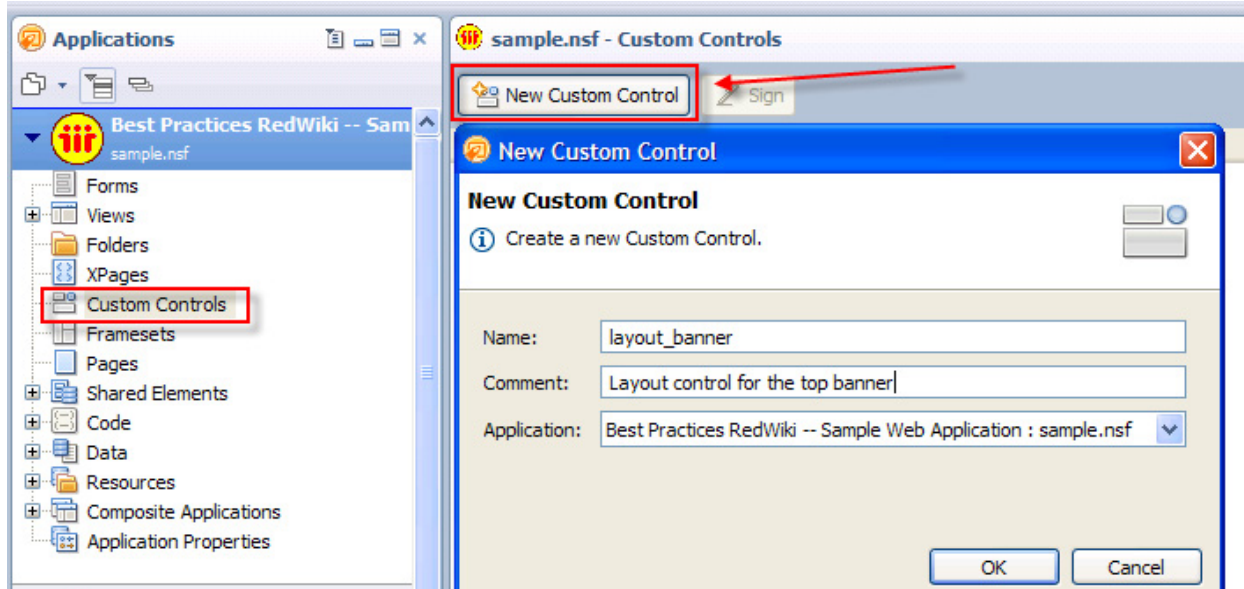 Applications
Best Practices RedWiki -- Sam
sample.nsf
Forms
Views
Folders
XPages
Custom Controls
Framesets
Pages
Shared Elements
Code
Data
Resources
Composite Applications
Application Properties
sample.nsf - Custom Controls
New Custom Control
Sign
New Custom Control
New Custom Control
Create a new Custom Control.
Name: layout_banner
Comment: Layout control for the top banner
Application: Best Practices RedWiki -- Sample Web Application : sample.nsf
OK Cancel